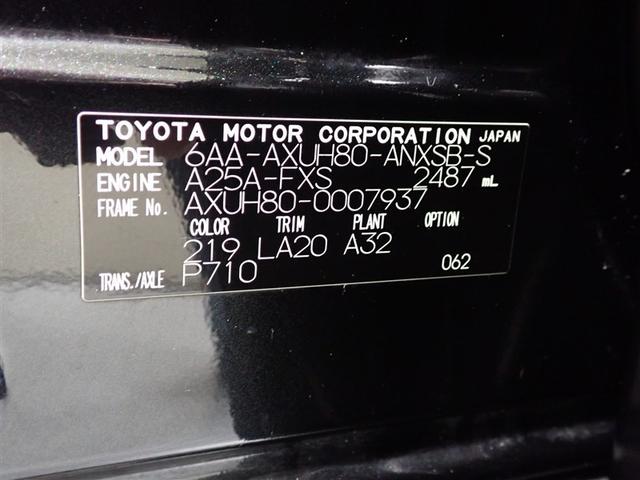 TOYOTA MOTOR CORPORATION JAPAN
MODEL 6AA-AXUH80-ANXSB-S
ENGINE A25A-FXS 2487 mL
FRAME No. AXUH80-0007937
COLOR TRIM PLANT OPTION
219 LA20 A32
TRANS./AXLE P710 062